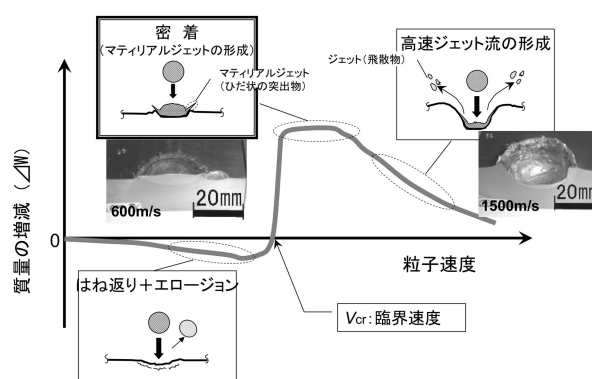 密 着
(マティリアルジェットの形成)
マティリアルジェット
(ひだ状の突出物)
高速ジェット流の形成
ジェット(飛散物)
20mm
600m/s
20mm
1500m/s
質量の増減(⊿W)
0
粒子速度
はね返り+エロージョン
Vcr:臨界速度